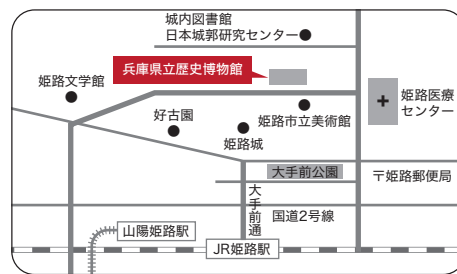 城内図書館
日本城郭研究センター
兵庫県立歴史博物館
姫路文学館
姫路医療
センター
好古園
姫路市立美術館
姫路城
大手前公園
〒姫路郵便局
大手前通
国道2号線
山陽姫路駅
JR姫路駅